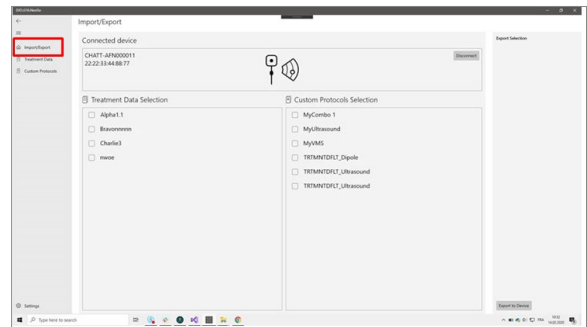 Import/Export
Import/Export
Treatment Data
Custom Protocols
Settings
Connected device
CHATT-AFN000011
22:22:33:44:BB:77
Disconnect
Treatment Data Selection
Alpha1.1
Bravonnnnn
Charlie3
nwoe
Custom Protocols Selection
MyCombo 1
MyUltrasound
MyVMS
TRTMNTDFLT_Dipole
TRTMNTDFLT_Ultrasound
TRTMNTDFLT_Ultrasound
Export Selection
Export to Device
Type here to search